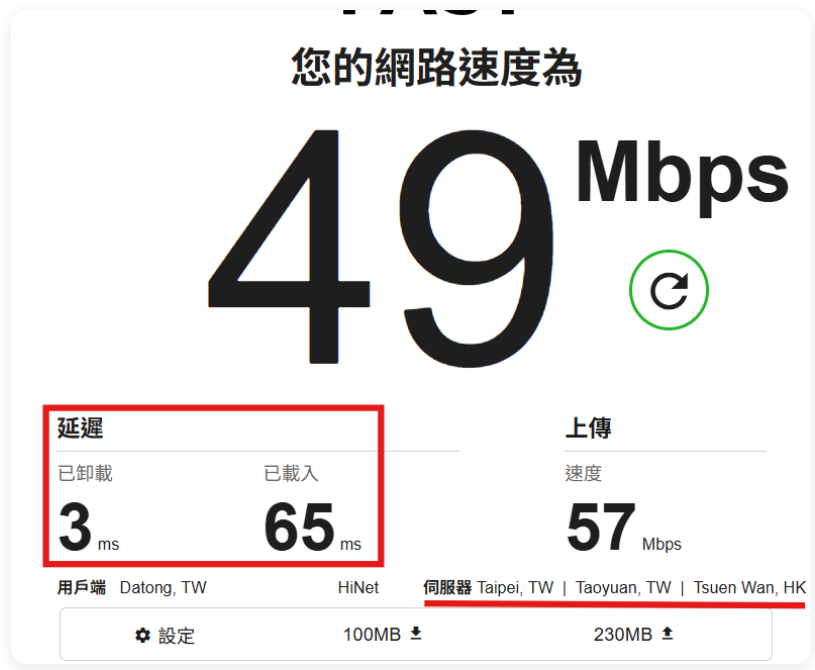 您的網路速度為
49 Mbps
延遲 上傳
已卸載 已載入 速度
3 ms 65 ms 57 Mbps
用戶端 Datong, TW HiNet 伺服器 Taipei, TW | Taoyuan, TW | Tsuen Wan, HK
設定 100MB 230MB